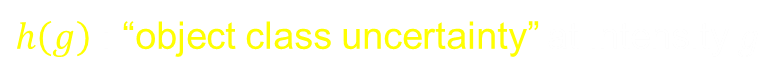 h(g) “object class uncertainty”